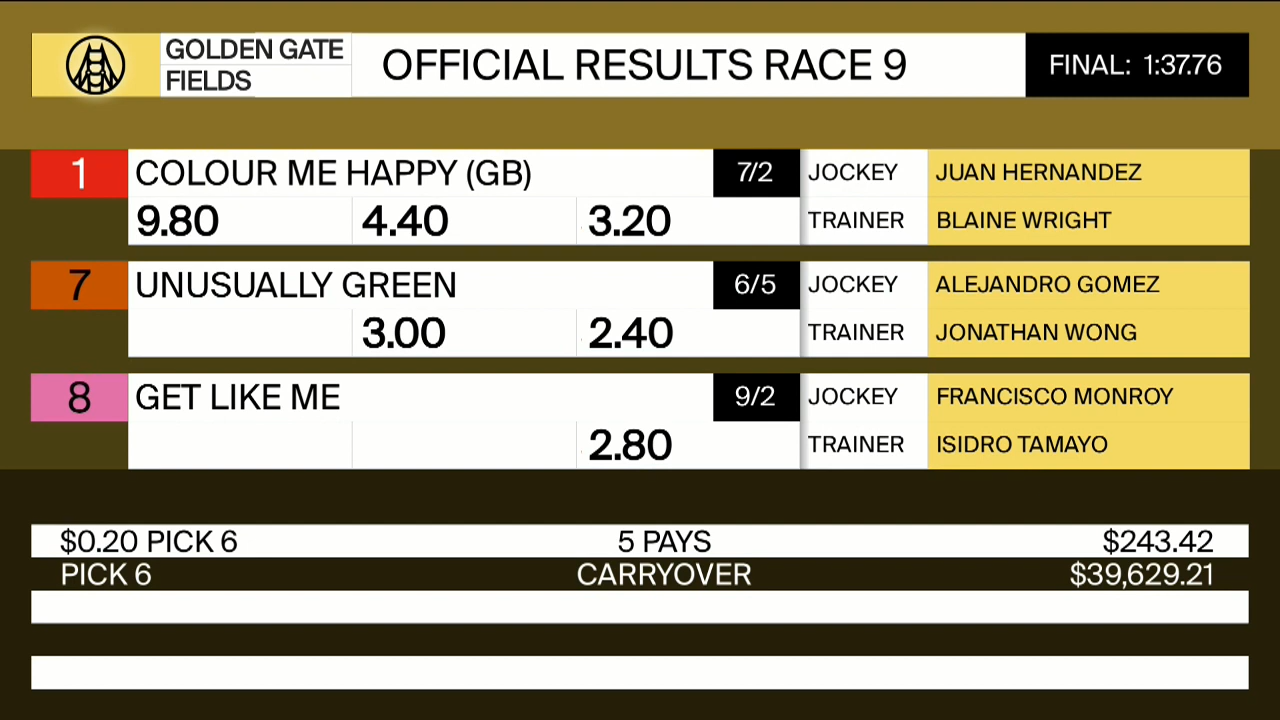 GOLDEN GATE
FIELDS
OFFICIAL RESULTS RACE 9
FINAL: 1:37.76
1 COLOUR ME HAPPY (GB) 7/2 JOCKEY JUAN HERNANDEZ
9.80 4.40 3.20 TRAINER BLAINE WRIGHT
7 UNUSUALLY GREEN 6/5 JOCKEY ALEJANDRO GOMEZ
3.00 2.40 TRAINER JONATHAN WONG
8 GET LIKE ME 9/2 JOCKEY FRANCISCO MONROY
2.80 TRAINER ISIDRO TAMAYO
$0.20 PICK 6 5 PAYS $243.42
PICK 6 CARRYOVER $39,629.21